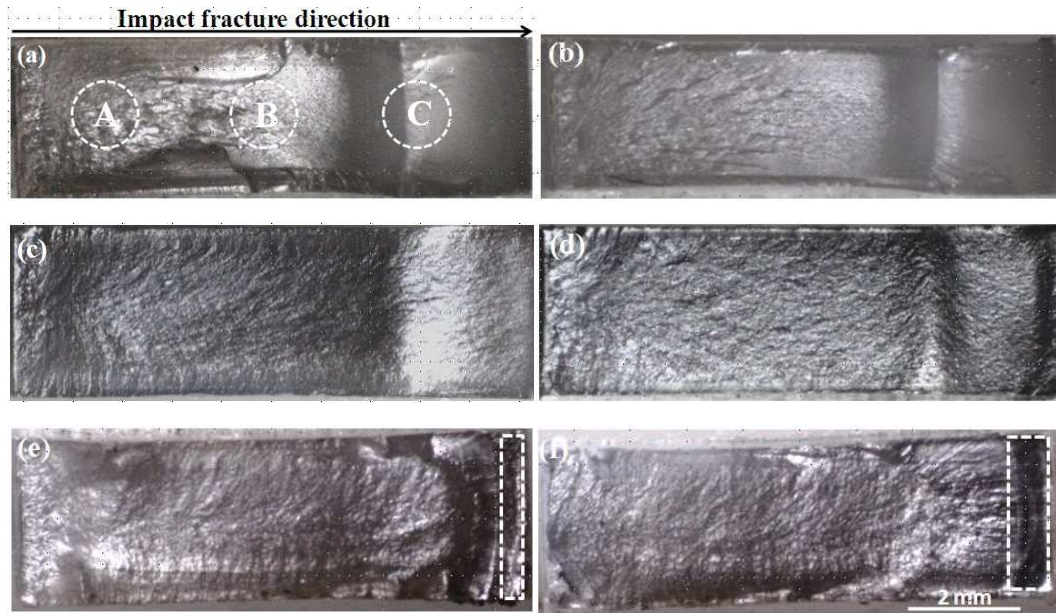 Impact fracture direction
(a)
A
B
C
(b)
(c)
(d)
(e)
(f)
2 mm